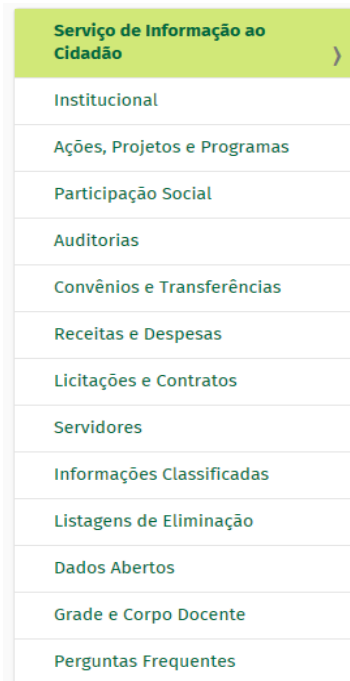 Serviço de Informação ao
Cidadão
Institucional
Ações, Projetos e Programas
Participação Social
Auditorias
Convênios e Transferências
Receitas e Despesas
Licitações e Contratos
Servidores
Informações Classificadas
Listagens de Eliminação
Dados Abertos
Grade e Corpo Docente
Perguntas Frequentes